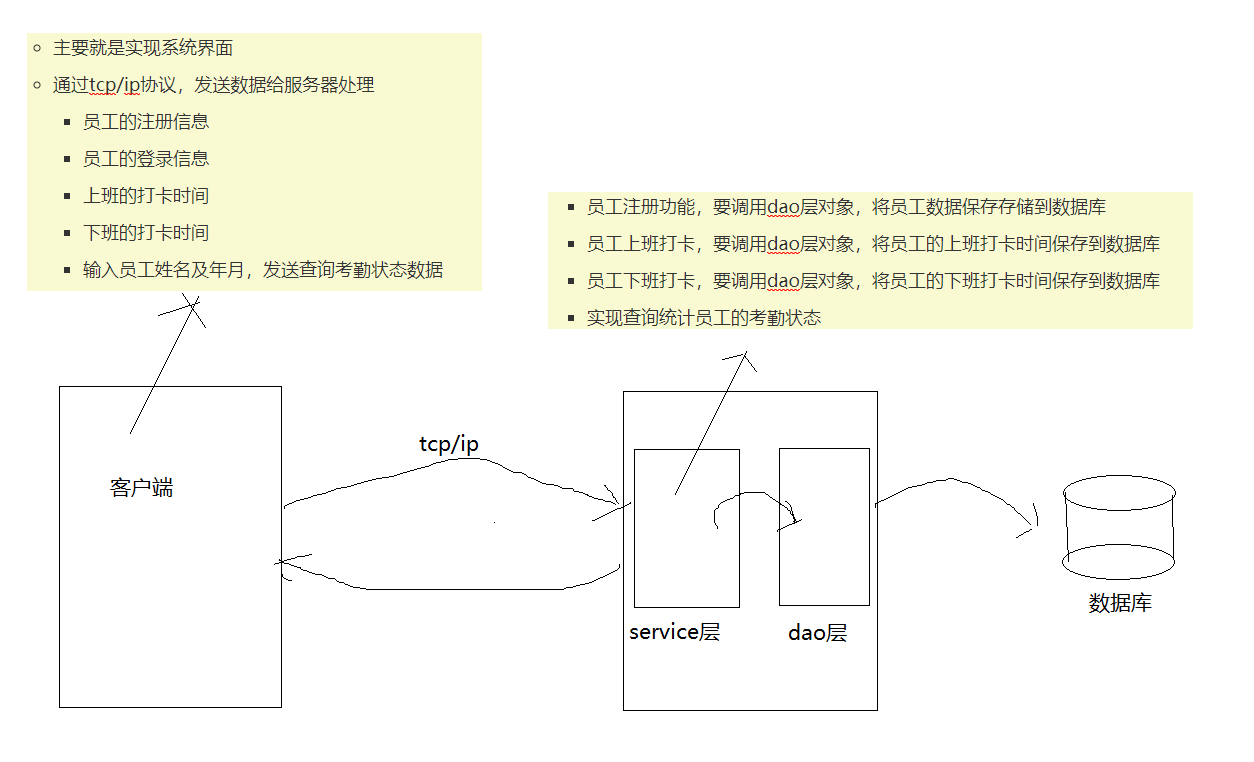 主要就是实现系统界面
通过tcp/ip协议，发送数据给服务器处理
员工的注册信息
员工的登录信息
上班的打卡时间
下班的打卡时间
输入员工姓名及年月，发送查询考勤状态数据
员工注册功能，要调用dao层对象，将员工数据保存存储到数据库
员工上班打卡，要调用dao层对象，将员工的上班打卡时间保存到数据库
员工下班打卡，要调用dao层对象，将员工的下班打卡时间保存到数据库
实现查询统计员工的考勤状态
tcp/ip
客户端
数据库
service层
dao层